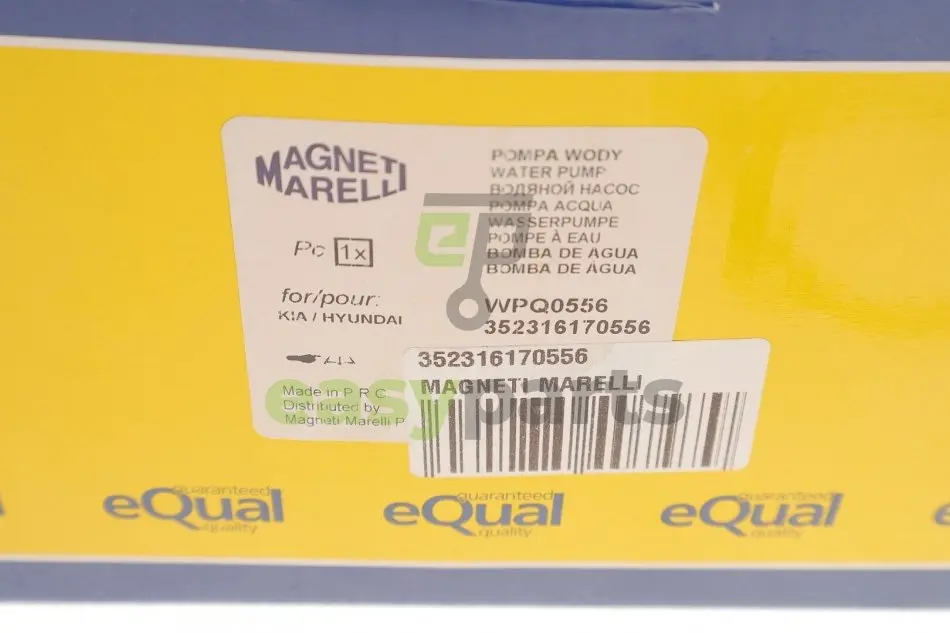 MAGNETI
MARELLI
Pc 1x
for/pour:
KIA / HYUNDAI
Made in P R C
Distributed by
Magneti Marelli P
POMPA WODY
WATER PUMP
ВОДЯНОЙ НАСОС
POMPA ACQUA
WASSERPUMPE
POMPE À EAU
BOMBA DE AGUA
BOMBA DE ÁGUA
WPQ0556
352316170556
352316170556
MAGNETI MARELLI
ep
easyparts
guaranteed
eQual
quality
guaranteed
eQual
quality
guaranteed
eQual
quality
e